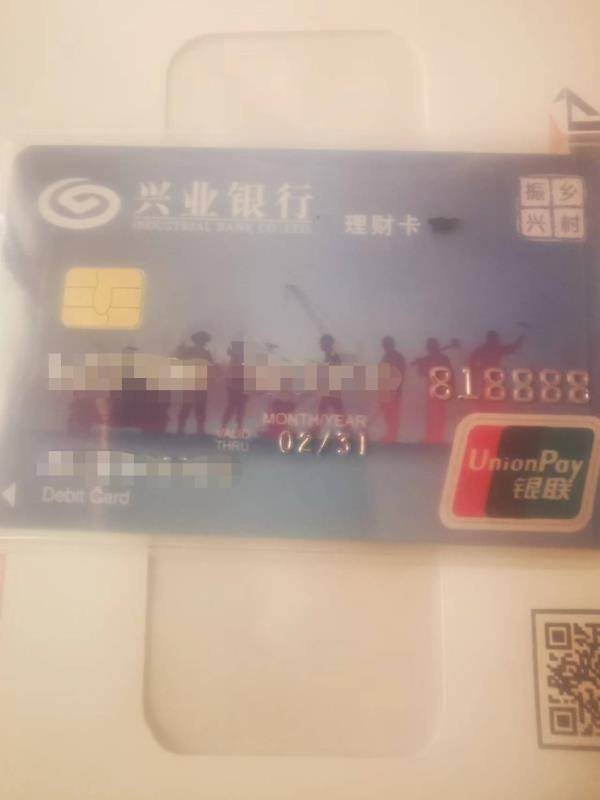 兴业银行
INDUSTRIAL BANK CO.,LTD.
理财卡
振乡
兴村
818888
MONTH/YEAR
VALID
THRU
02/31
Debit Card
UnionPay
银联